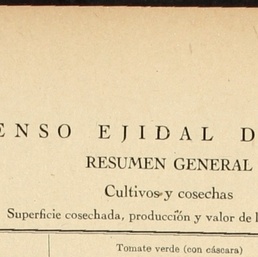 ENSO EJIDAL D
RESUMEN GENERAL
Cultivos y cosechas
Superficie cosechada, producción y valor de l
Tomate verde (con cáscara)